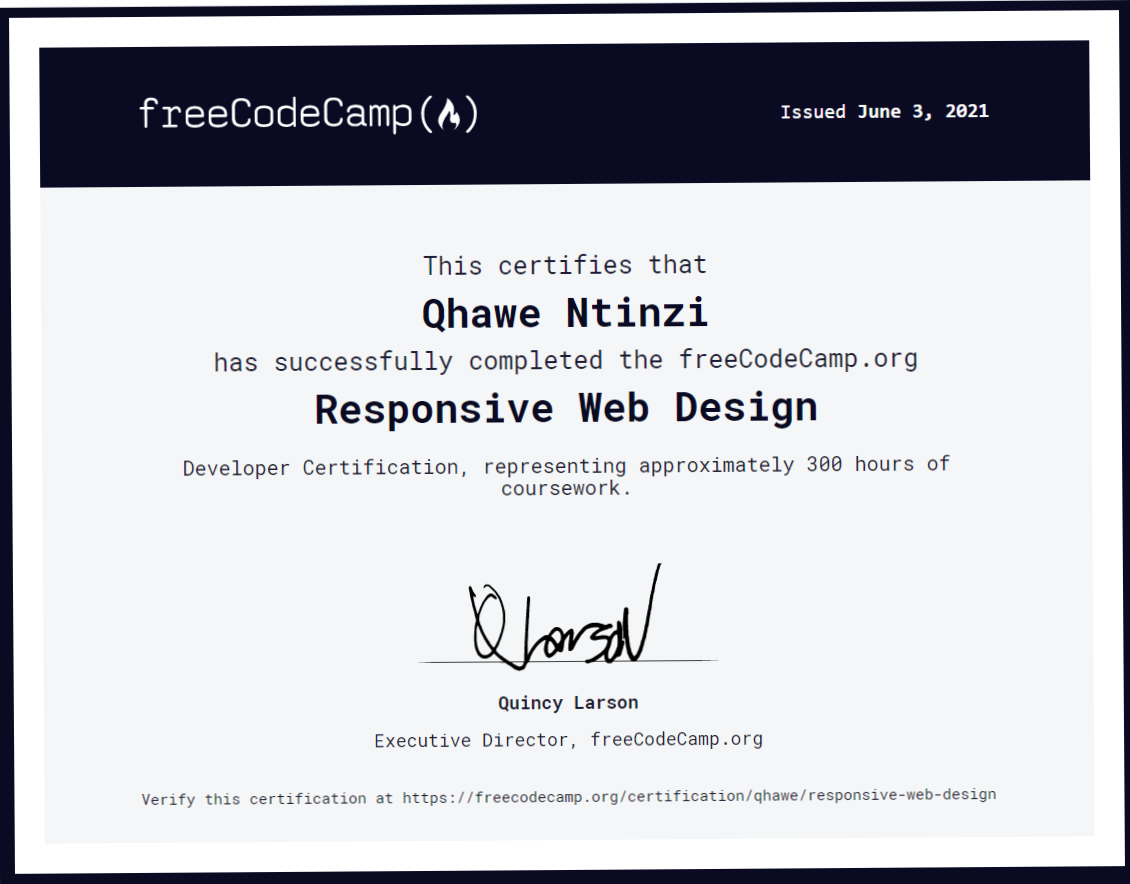 freeCodeCamp(🔥)
Issued June 3, 2021
This certifies that
Qhawe Ntinzi
has successfully completed the freeCodeCamp.org
Responsive Web Design
Developer Certification, representing approximately 300 hours of
coursework.
Q Larson
Quincy Larson
Executive Director, freeCodeCamp.org
Verify this certification at https://freecodecamp.org/certification/qhawe/responsive-web-design